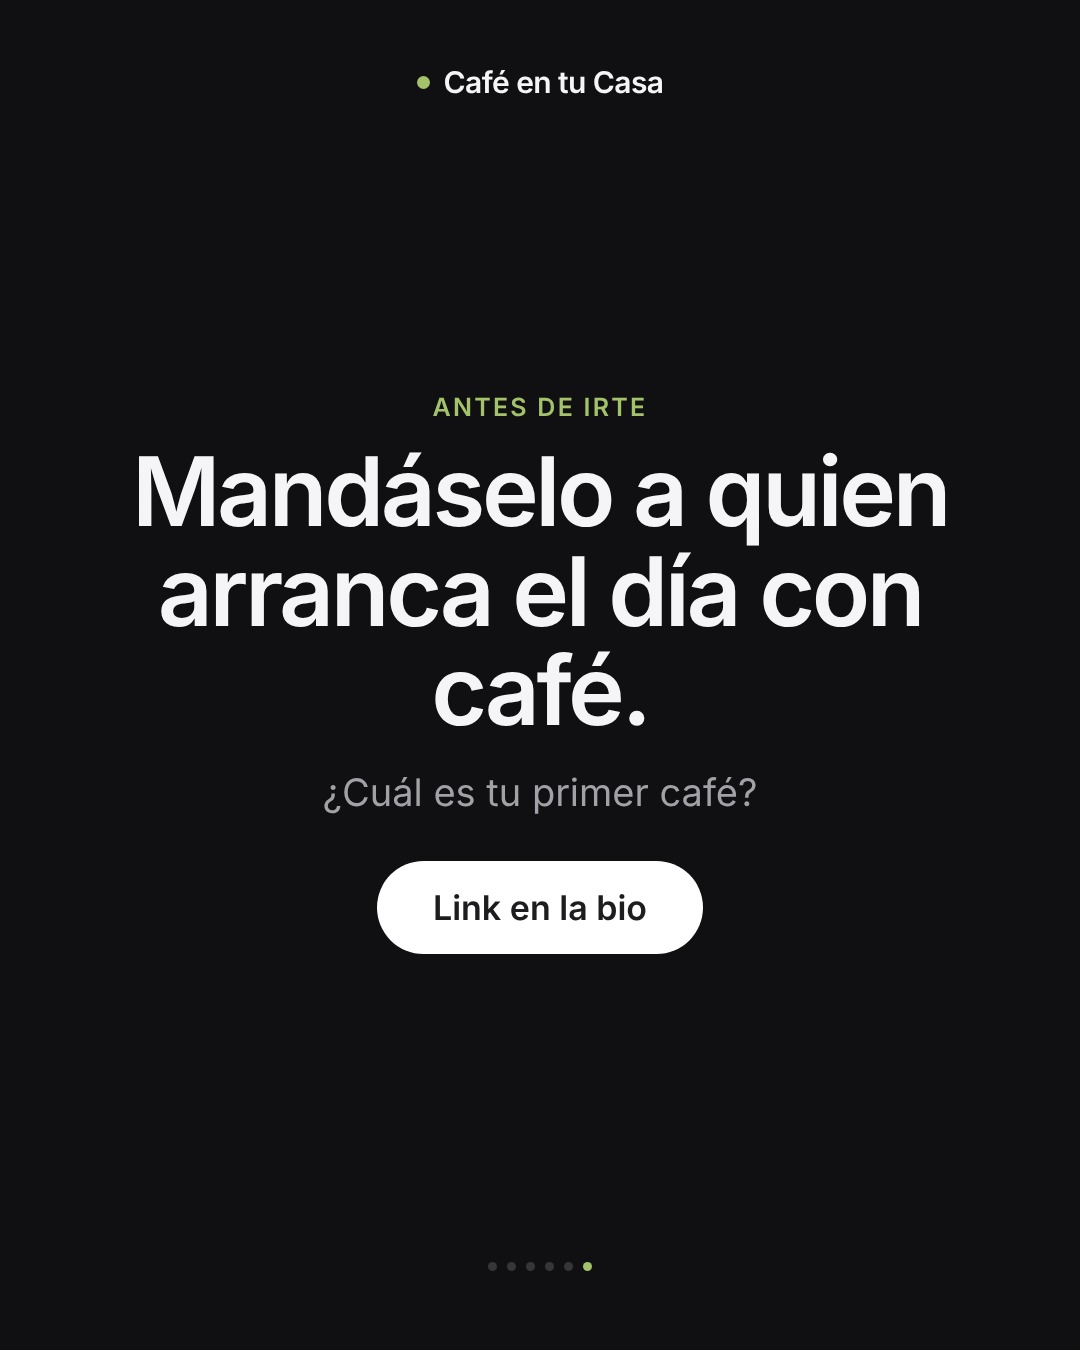 Café en tu Casa
ANTES DE IRTE
Mandáselo a quien
arranca el día con
café.
¿Cuál es tu primer café?
Link en la bio